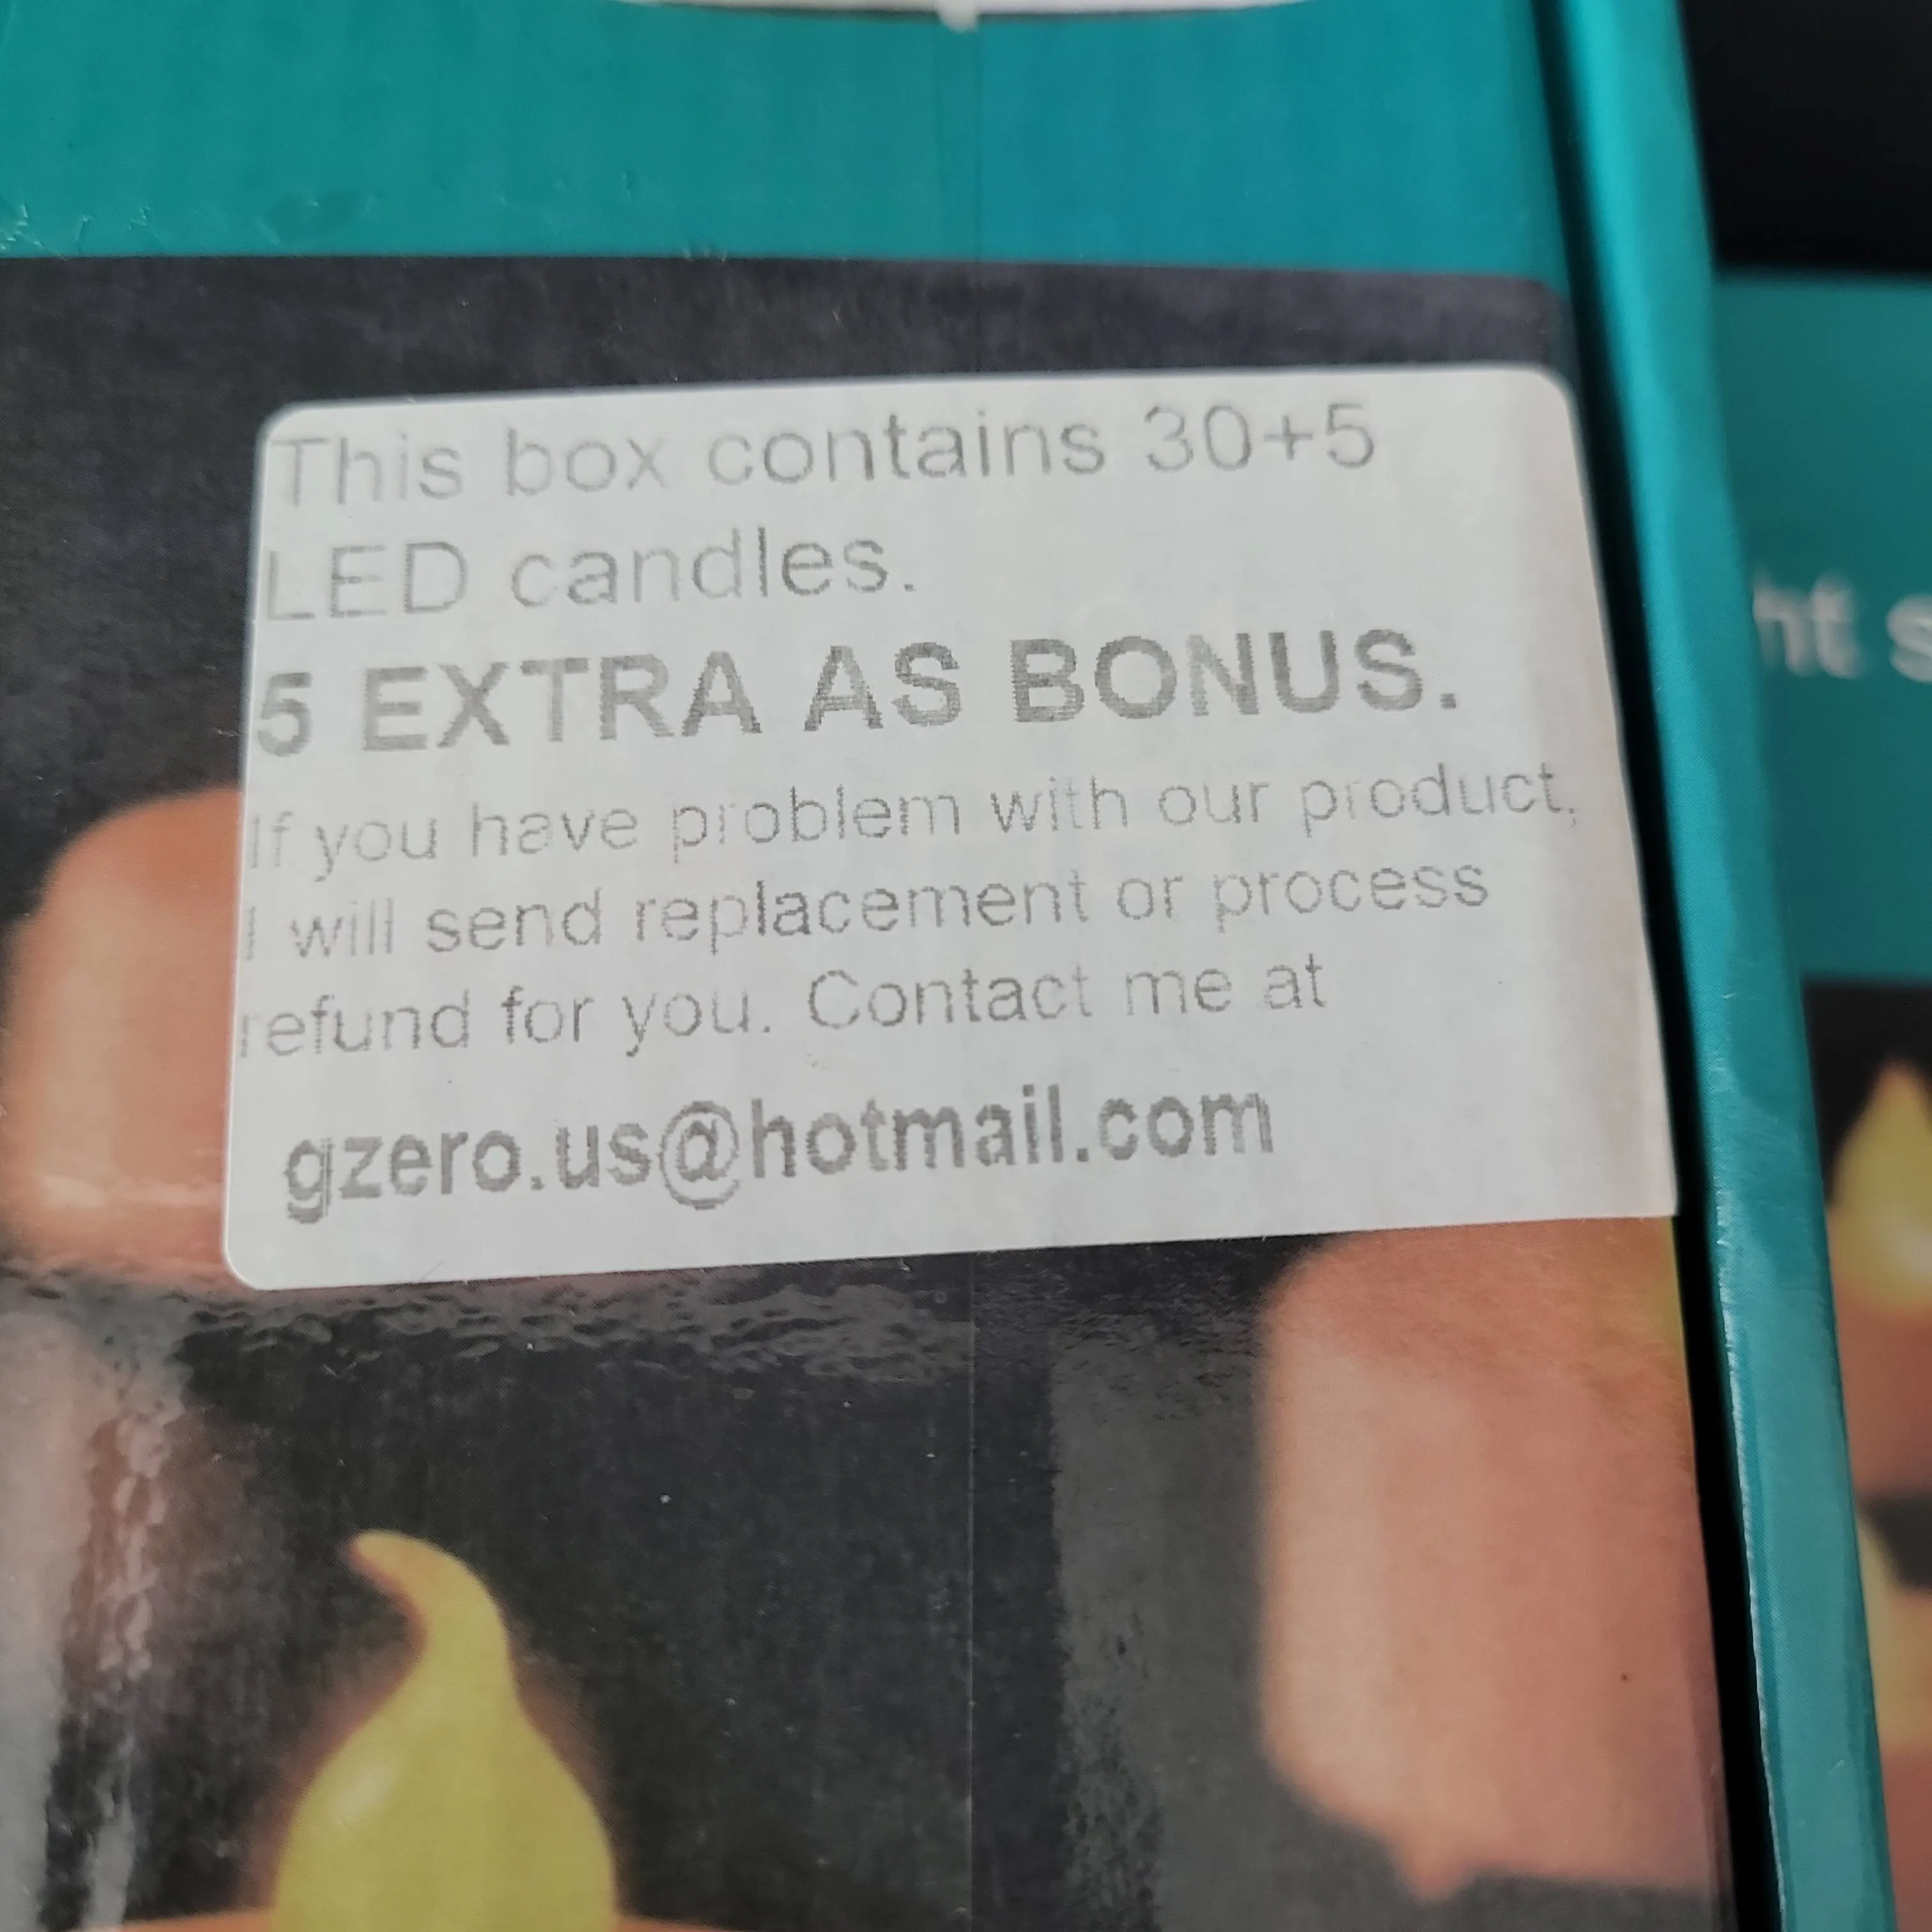 This box contains 30+5
LED candles.
5 EXTRA AS BONUS.
If you have problem with our product,
I will send replacement or process
refund for you. Contact me at
gzero.us@hotmail.com